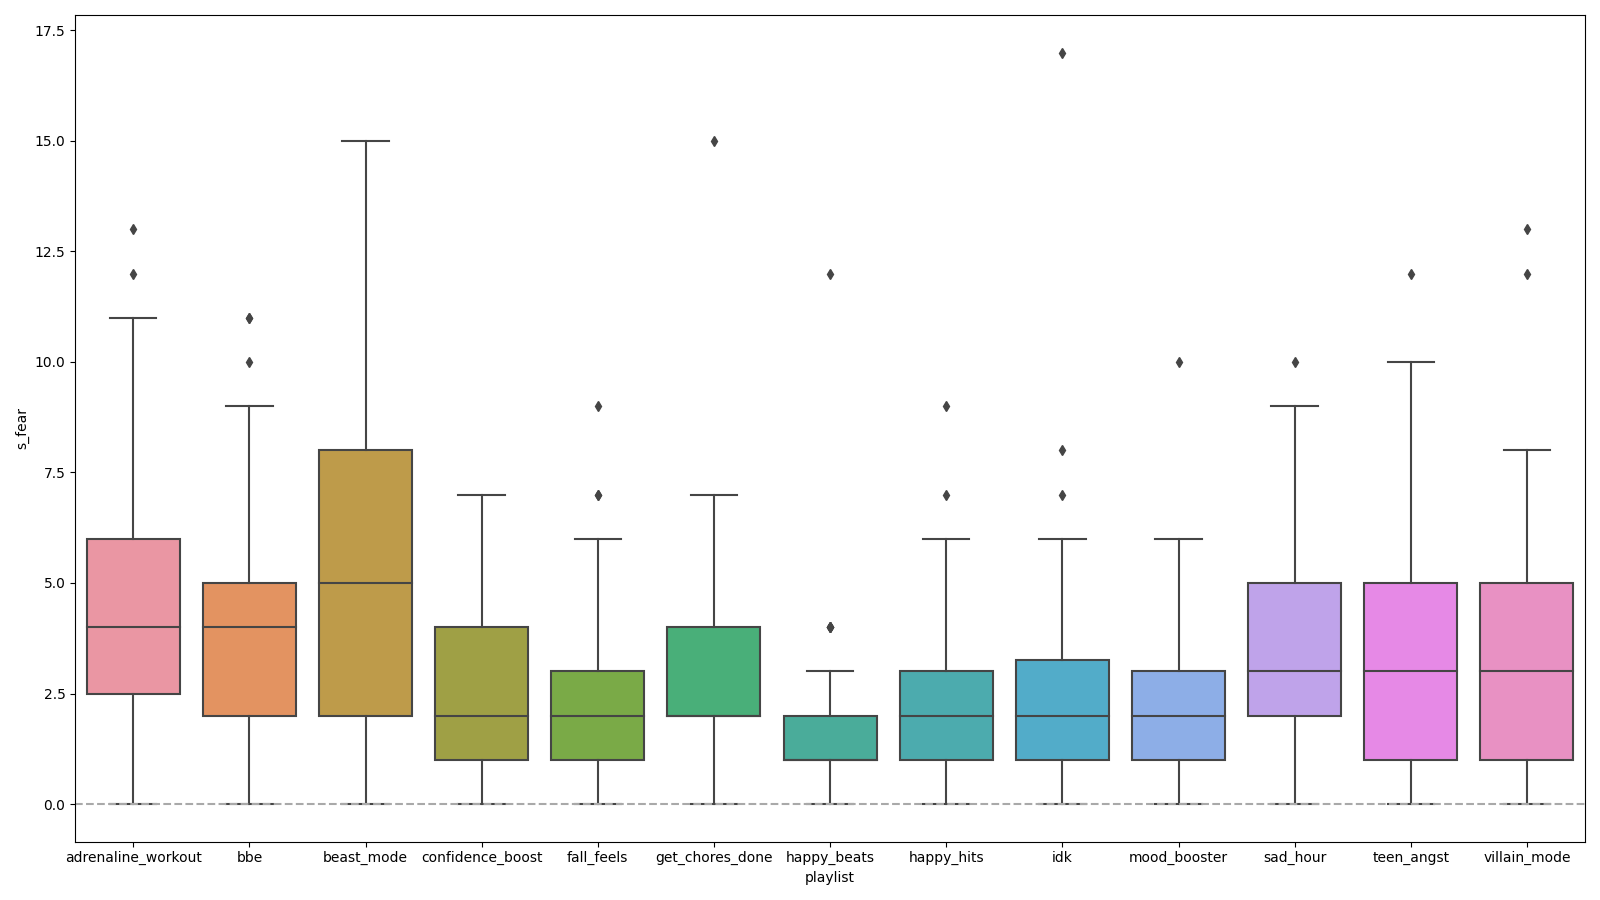 17.5
15.0
12.5
10.0
7.5
5.0
2.5
0.0
s_fear
adrenaline_workout bbe beast_mode confidence_boost fall_feels get_chores_done happy_beats happy_hits idk mood_booster sad_hour teen_angst villain_mode
playlist